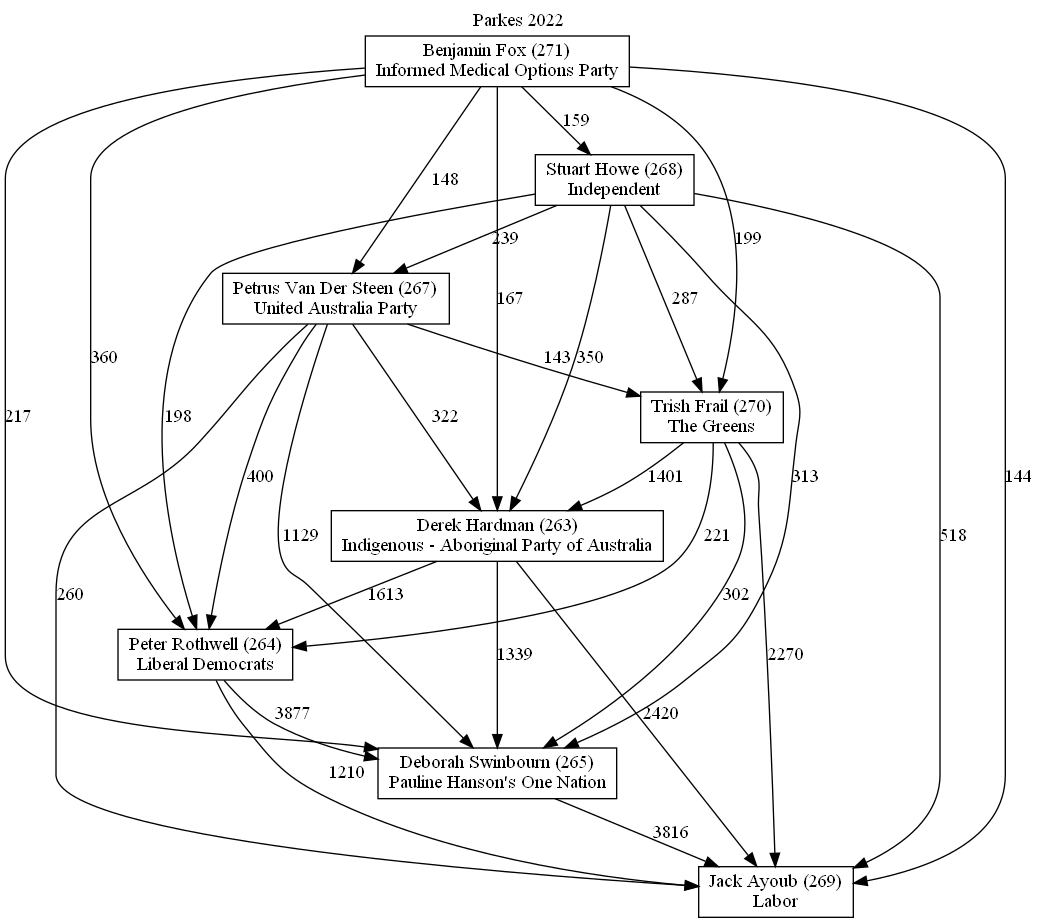 Parkes 2022
Benjamin Fox (271)
Informed Medical Options Party
159
Stuart Howe (268)
Independent
148
239
199
Petrus Van Der Steen (267)
United Australia Party
167
287
360
143
350
Trish Frail (270)
The Greens
217
198
322
400
1401
313
144
Derek Hardman (263)
Indigenous - Aboriginal Party of Australia
1129
221
518
260
1613
302
Peter Rothwell (264)
Liberal Democrats
1339
2270
3877
2420
Deborah Swinbourn (265)
Pauline Hanson's One Nation
1210
3816
Jack Ayoub (269)
Labor